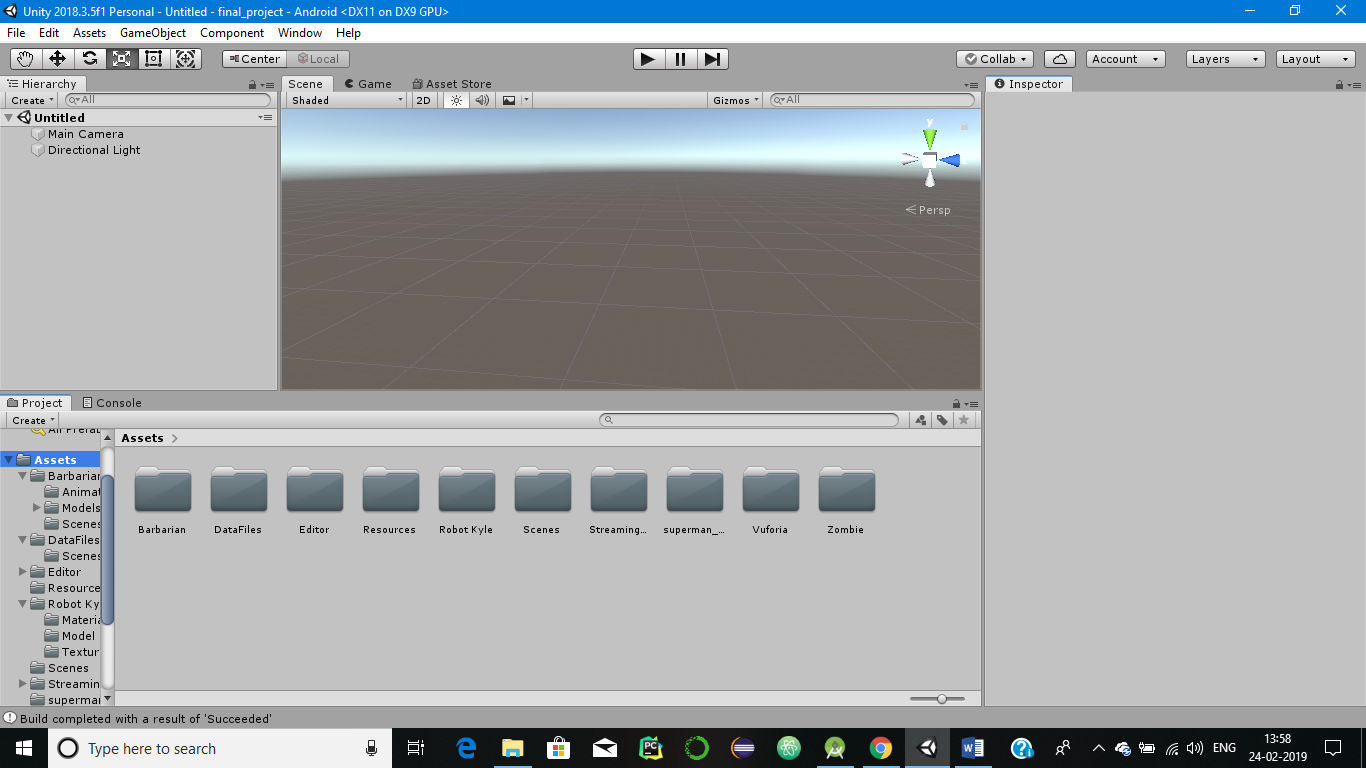 Unity 2018.3.5f1 Personal - Untitled - final_project - Android <DX11 on DX9 GPU>
File Edit Assets GameObject Component Window Help
Center Local Collab Account Layers Layout
Hierarchy Scene Game Asset Store Inspector
Create All Shaded 2D Gizmos All
Untitled
Main Camera
Directional Light
y
Persp
Project Console
Create
All Prefab
Assets
Barbarian
Animat
Models
Scenes
DataFiles
Scenes
Editor
Resource
Robot Ky
Materia
Model
Textur
Scenes
Streamin
superman
Assets
Barbarian DataFiles Editor Resources Robot Kyle Scenes Streaming... superman_... Vuforia Zombie
Build completed with a result of 'Succeeded'
Type here to search
ENG
13:58
24-02-2019